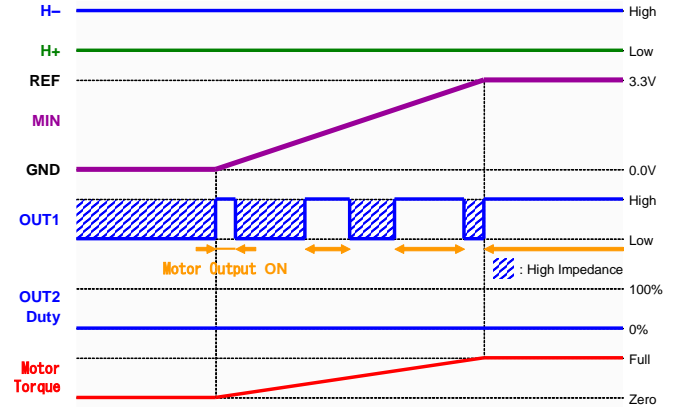 H– High
H+ Low
REF 3.3V
MIN
GND 0.0V
High
OUT1
Low
Motor Output ON
: High Impedance
OUT2 100%
Duty
0%
Motor Full
Torque
Zero